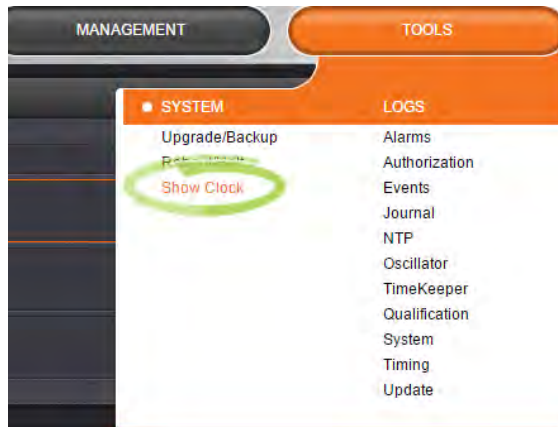 MANAGEMENT
TOOLS
SYSTEM
Upgrade/Backup
Show Clock
LOGS
Alarms
Authorization
Events
Journal
NTP
Oscillator
TimeKeeper
Qualification
System
Timing
Update